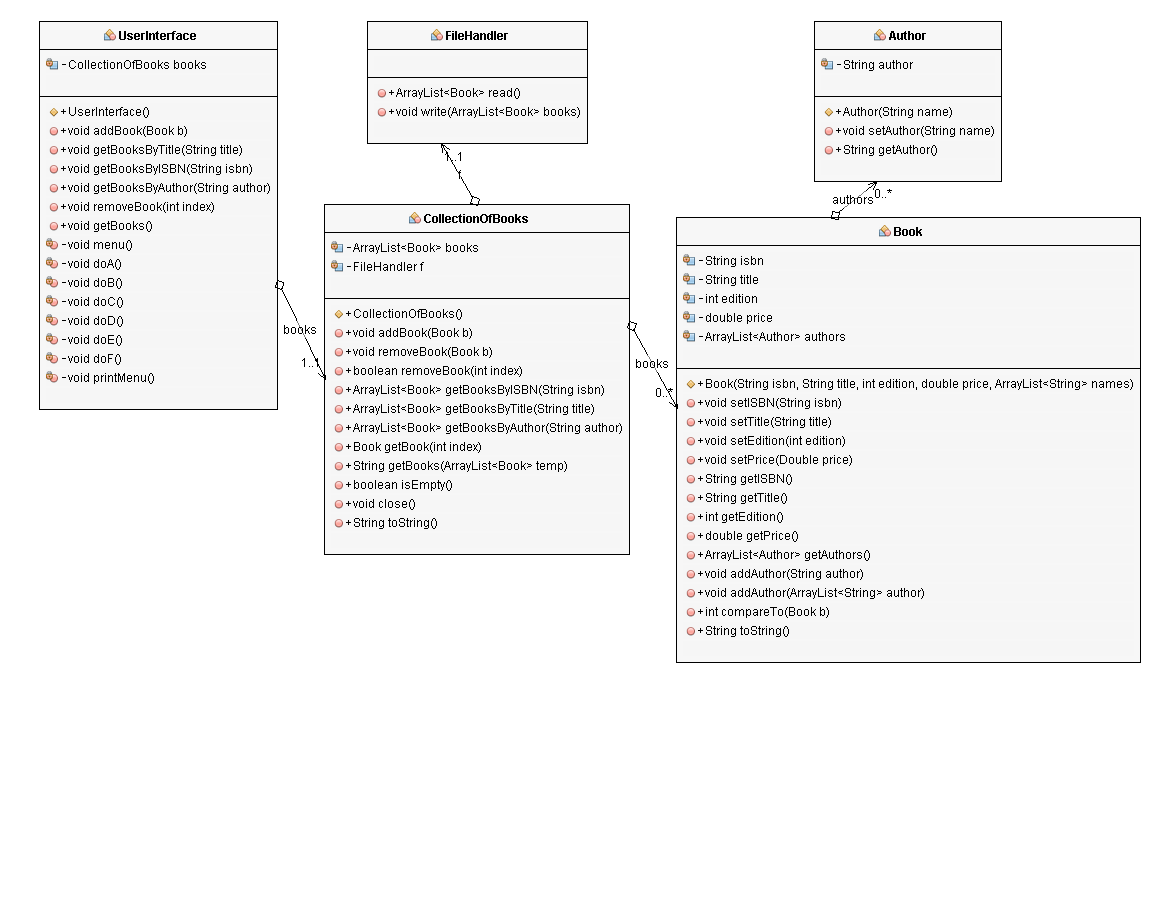 UserInterface
-CollectionOfBooks books
+UserInterface()
+void addBook(Book b)
+void getBooksByTitle(String title)
+void getBooksByISBN(String isbn)
+void getBooksByAuthor(String author)
+void removeBook(int index)
+void getBooks()
-void menu()
-void doA()
-void doB()
-void doC()
-void doD()
-void doE()
-void doF()
-void printMenu()
books
1..1
FileHandler
+ArrayList<Book> read()
+void write(ArrayList<Book> books)
1..1
f
CollectionOfBooks
-ArrayList<Book> books
-FileHandler f
+CollectionOfBooks()
+void addBook(Book b)
+void removeBook(Book b)
+boolean removeBook(int index)
+ArrayList<Book> getBooksByISBN(String isbn)
+ArrayList<Book> getBooksByTitle(String title)
+ArrayList<Book> getBooksByAuthor(String author)
+Book getBook(int index)
+String getBooks(ArrayList<Book> temp)
+boolean isEmpty()
+void close()
+String toString()
books
0..*
Author
-String author
+Author(String name)
+void setAuthor(String name)
+String getAuthor()
0..*
authors
Book
-String isbn
-String title
-int edition
-double price
-ArrayList<Author> authors
+Book(String isbn, String title, int edition, double price, ArrayList<String> names)
+void setISBN(String isbn)
+void setTitle(String title)
+void setEdition(int edition)
+void setPrice(Double price)
+String getISBN()
+String getTitle()
+int getEdition()
+double getPrice()
+ArrayList<Author> getAuthors()
+void addAuthor(String author)
+void addAuthor(ArrayList<String> author)
+int compareTo(Book b)
+String toString()